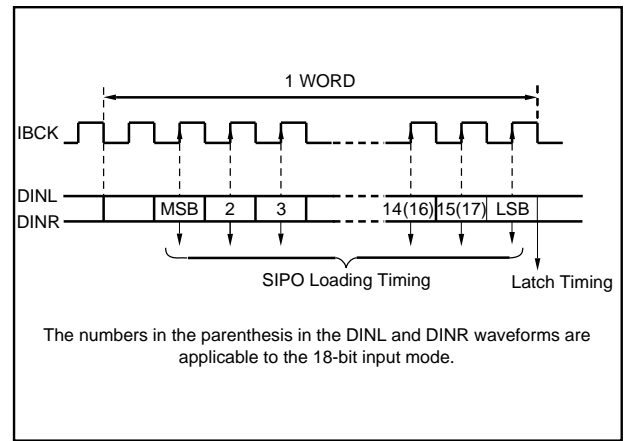 1 WORD
IBCK
DINL
DINR
MSB 2 3 14(16) 15(17) LSB
SIPO Loading Timing
Latch Timing
The numbers in the parenthesis in the DINL and DINR waveforms are
applicable to the 18-bit input mode.